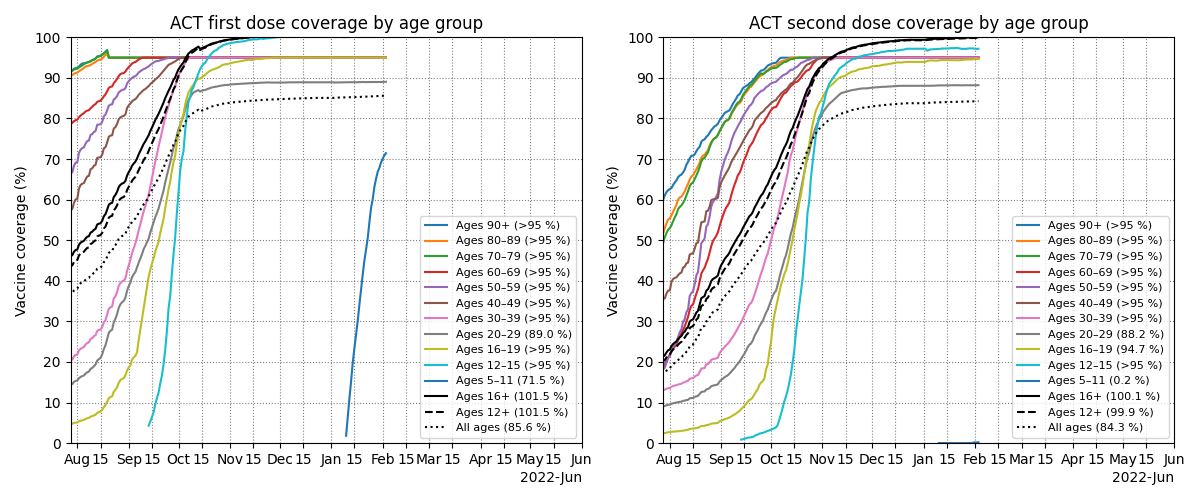 ACT first dose coverage by age group
Vaccine coverage (%)
100
90
80
70
60
50
40
30
20
10
0
Ages 90+ (>95 %)
Ages 80–89 (>95 %)
Ages 70–79 (>95 %)
Ages 60–69 (>95 %)
Ages 50–59 (>95 %)
Ages 40–49 (>95 %)
Ages 30–39 (>95 %)
Ages 20–29 (89.0 %)
Ages 16–19 (>95 %)
Ages 12–15 (>95 %)
Ages 5–11 (71.5 %)
Ages 16+ (101.5 %)
Ages 12+ (101.5 %)
All ages (85.6 %)
Aug 15 Sep 15 Oct 15 Nov 15 Dec 15 Jan 15 Feb 15 Mar 15 Apr 15 May 15 Jun
2022-Jun
ACT second dose coverage by age group
Vaccine coverage (%)
100
90
80
70
60
50
40
30
20
10
0
Ages 90+ (>95 %)
Ages 80–89 (>95 %)
Ages 70–79 (>95 %)
Ages 60–69 (>95 %)
Ages 50–59 (>95 %)
Ages 40–49 (>95 %)
Ages 30–39 (>95 %)
Ages 20–29 (88.2 %)
Ages 16–19 (94.7 %)
Ages 12–15 (>95 %)
Ages 5–11 (0.2 %)
Ages 16+ (100.1 %)
Ages 12+ (99.9 %)
All ages (84.3 %)
Aug 15 Sep 15 Oct 15 Nov 15 Dec 15 Jan 15 Feb 15 Mar 15 Apr 15 May 15 Jun
2022-Jun